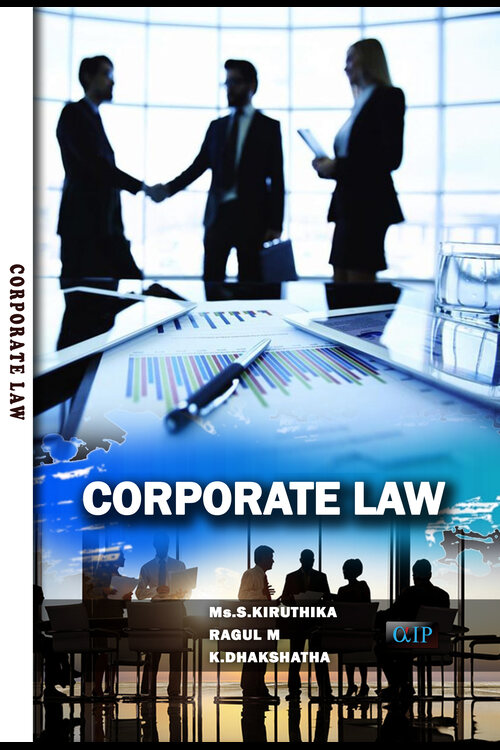 CORPORATE LAW
CORPORATE LAW
Ms.S.KIRUTHIKA
RAGUL M
K.DHAKSHATHA
αIP